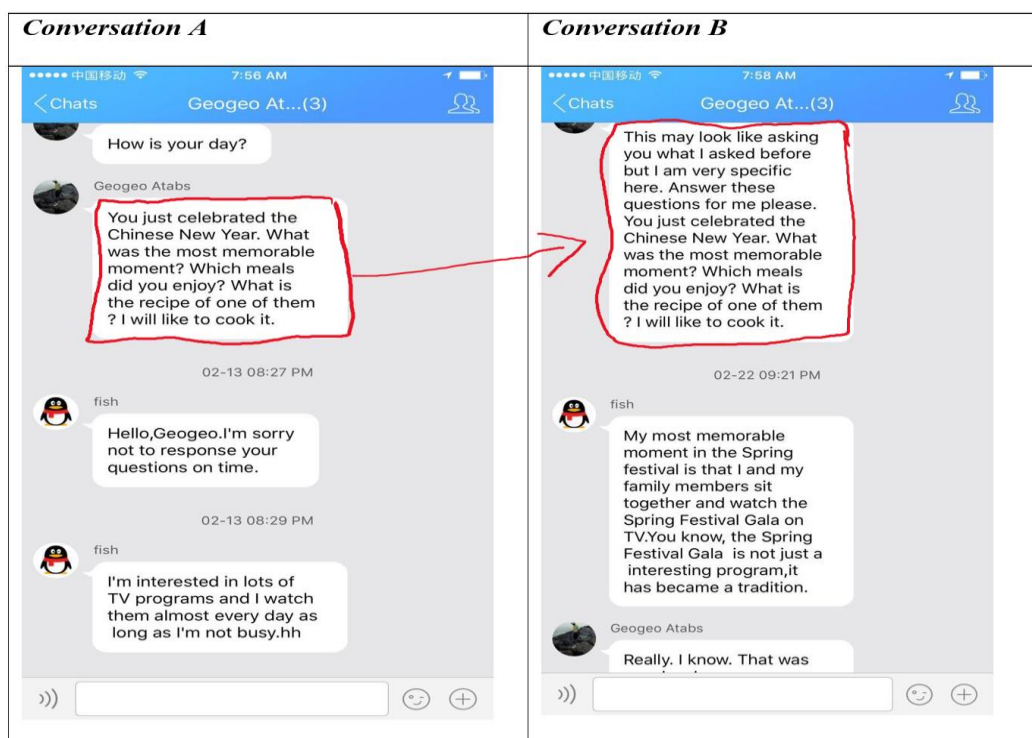 Conversation A
中国移动 7:56 AM
Chats Geogeo At...(3)
How is your day?
Geogeo Atabs
You just celebrated the
Chinese New Year. What
was the most memorable
moment? Which meals
did you enjoy? What is
the recipe of one of them
? I will like to cook it.
02-13 08:27 PM
fish
Hello,Geogeo.I'm sorry
not to response your
questions on time.
02-13 08:29 PM
fish
I'm interested in lots of
TV programs and I watch
them almost every day as
long as I'm not busy.hh
Conversation B
中国移动 7:58 AM
Chats Geogeo At...(3)
This may look like asking
you what I asked before
but I am very specific
here. Answer these
questions for me please.
You just celebrated the
Chinese New Year. What
was the most memorable
moment? Which meals
did you enjoy? What is
the recipe of one of them
? I will like to cook it.
02-22 09:21 PM
fish
My most memorable
moment in the Spring
festival is that I and my
family members sit
together and watch the
Spring Festival Gala on
TV.You know, the Spring
Festival Gala is not just a
interesting program,it
has became a tradition.
Geogeo Atabs
Really. I know. That was